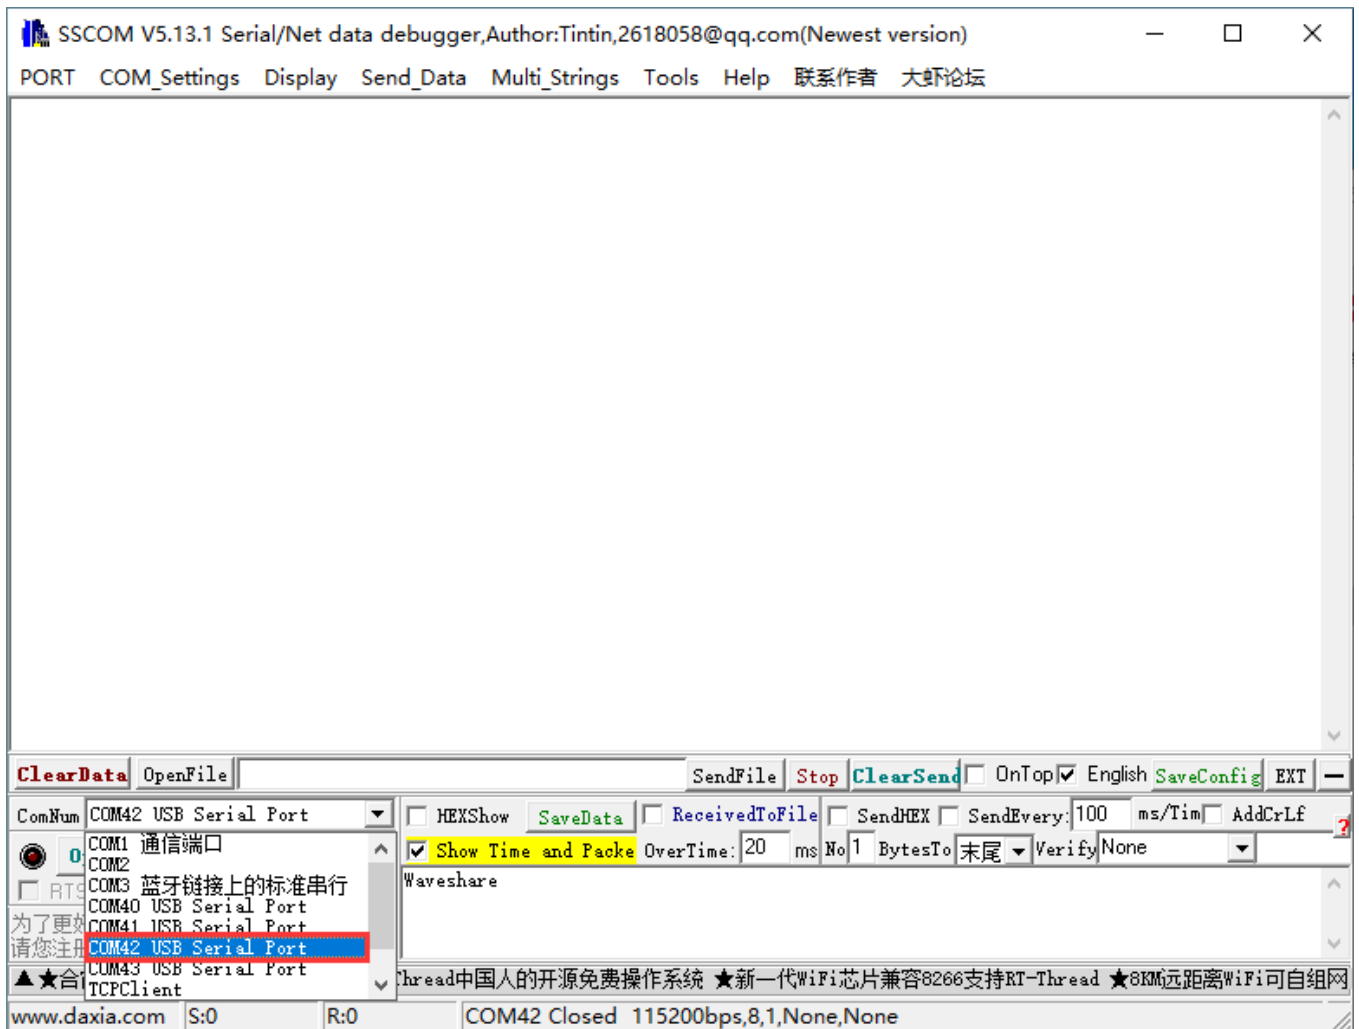 SSCOM V5.13.1 Serial/Net data debugger,Author:Tintin,2618058@qq.com(Newest version)
PORT COM_Settings Display Send_Data Multi_Strings Tools Help 联系作者 大虾论坛
ClearData OpenFile SendFile Stop ClearSend OnTop English SaveConfig EXT
ComNum COM42 USB Serial Port HEXShow SaveData ReceivedToFile SendHEX SendEvery: 100 ms/Tim AddCrLf ?
Show Time and Packe OverTime: 20 ms No 1 BytesTo 末尾 Verify None
COM1 通信端口
COM2
COM3 蓝牙链接上的标准串行
COM40 USB Serial Port
COM41 USB Serial Port
COM42 USB Serial Port
COM43 USB Serial Port
TCPClient
RTS
为了更好
请您注册
Waveshare
▲★合 Thread中国人的开源免费操作系统 ★新一代WiFi芯片兼容8266支持RT-Thread ★8KM远距离WiFi可自组网
www.daxia.com S:0 R:0 COM42 Closed 115200bps,8,1,None,None